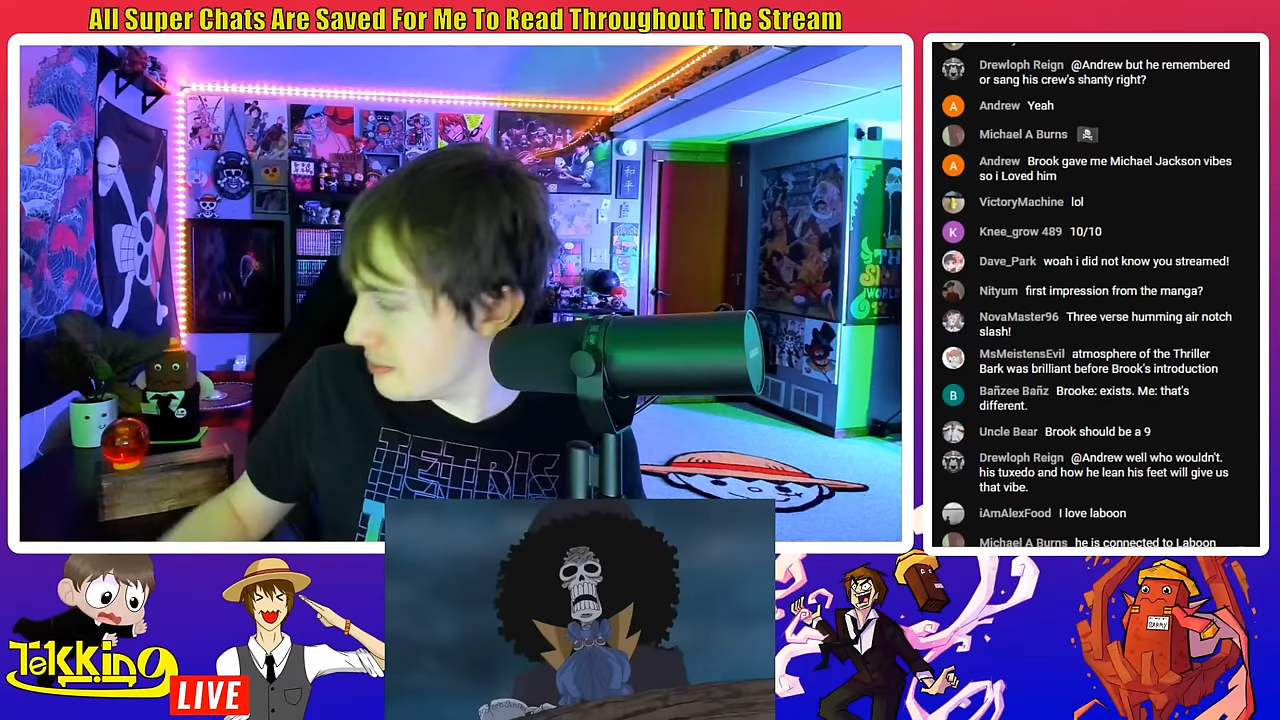 All Super Chats Are Saved For Me To Read Throughout The Stream
Drewloph Reign @Andrew but he remembered
or sang his crew's shanty right?
Andrew Yeah
Michael A Burns
Andrew Brook gave me Michael Jackson vibes
so i Loved him
VictoryMachine lol
Knee_grow 489 10/10
Dave_Park woah i did not know you streamed!
Nityum first impression from the manga?
NovaMaster96 Three verse humming air notch
slash!
MsMeistensEvil atmosphere of the Thriller
Bark was brilliant before Brook's introduction
Bañzee Bañz Brooke: exists. Me: that's
different.
Uncle Bear Brook should be a 9
Drewloph Reign @Andrew well who wouldn't.
his tuxedo and how he lean his feet will give us
that vibe.
iAmAlexFood I love laboon
Michael A Burns he is connected to Laboon
和平
TETRIS
Tekking
LIVE
BARRY